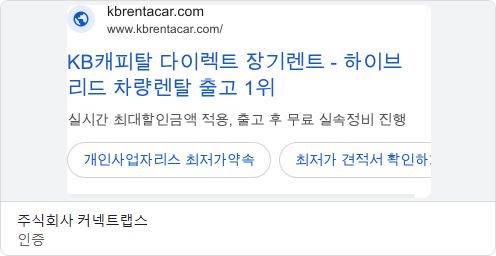 kbrentacar.com
www.kbrentacar.com/
KB캐피탈 다이렉트 장기렌트 - 하이브
리드 차량렌탈 출고 1위
실시간 최대할인금액 적용, 출고 후 무료 실속정비 진행
개인사업자리스 최저가약속
최저가 견적서 확인하
주식회사 커넥트랩스
인증